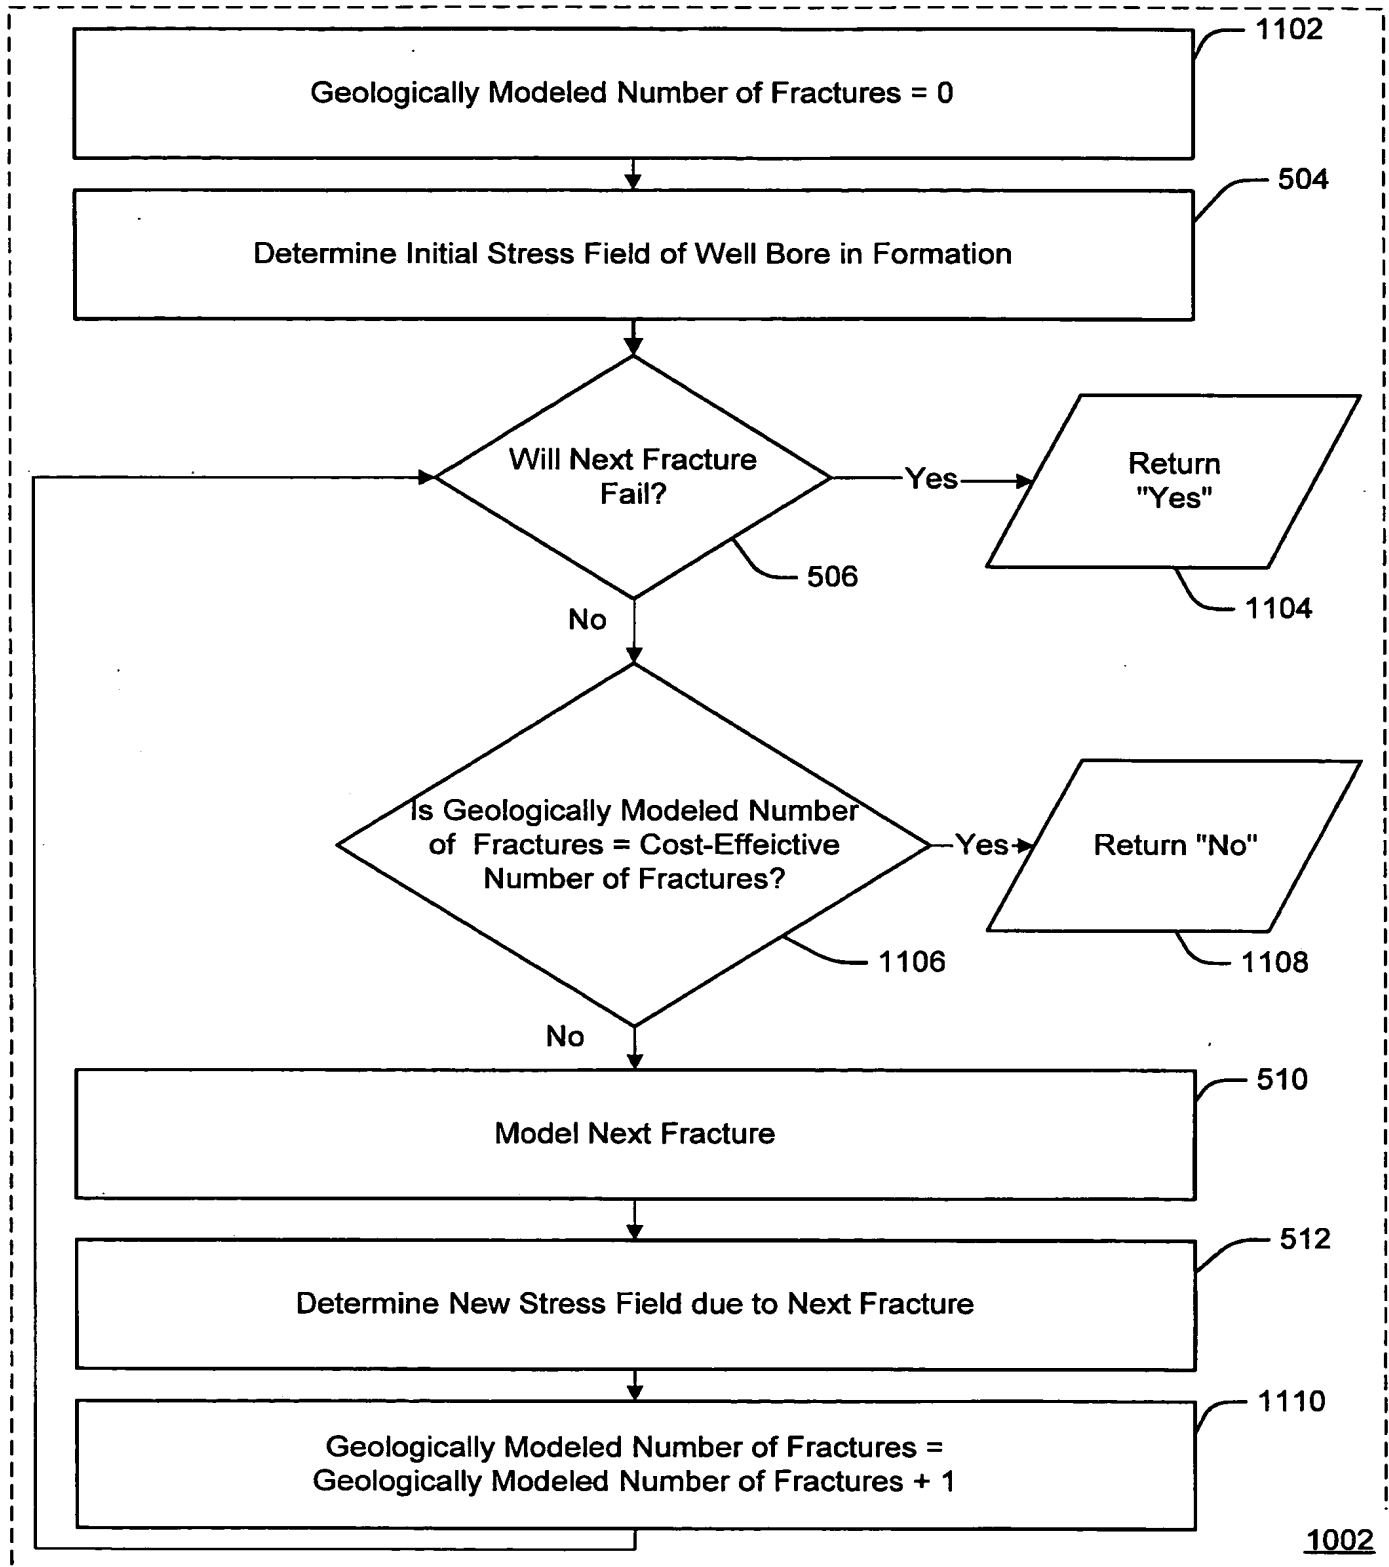 1102
Geologically Modeled Number of Fractures = 0
504
Determine Initial Stress Field of Well Bore in Formation
Will Next Fracture
Fail?
Yes
Return
"Yes"
506
1104
No
Is Geologically Modeled Number
of Fractures = Cost-Effeictive
Number of Fractures?
Yes
Return "No"
1106
1108
No
510
Model Next Fracture
512
Determine New Stress Field due to Next Fracture
1110
Geologically Modeled Number of Fractures =
Geologically Modeled Number of Fractures + 1
1002